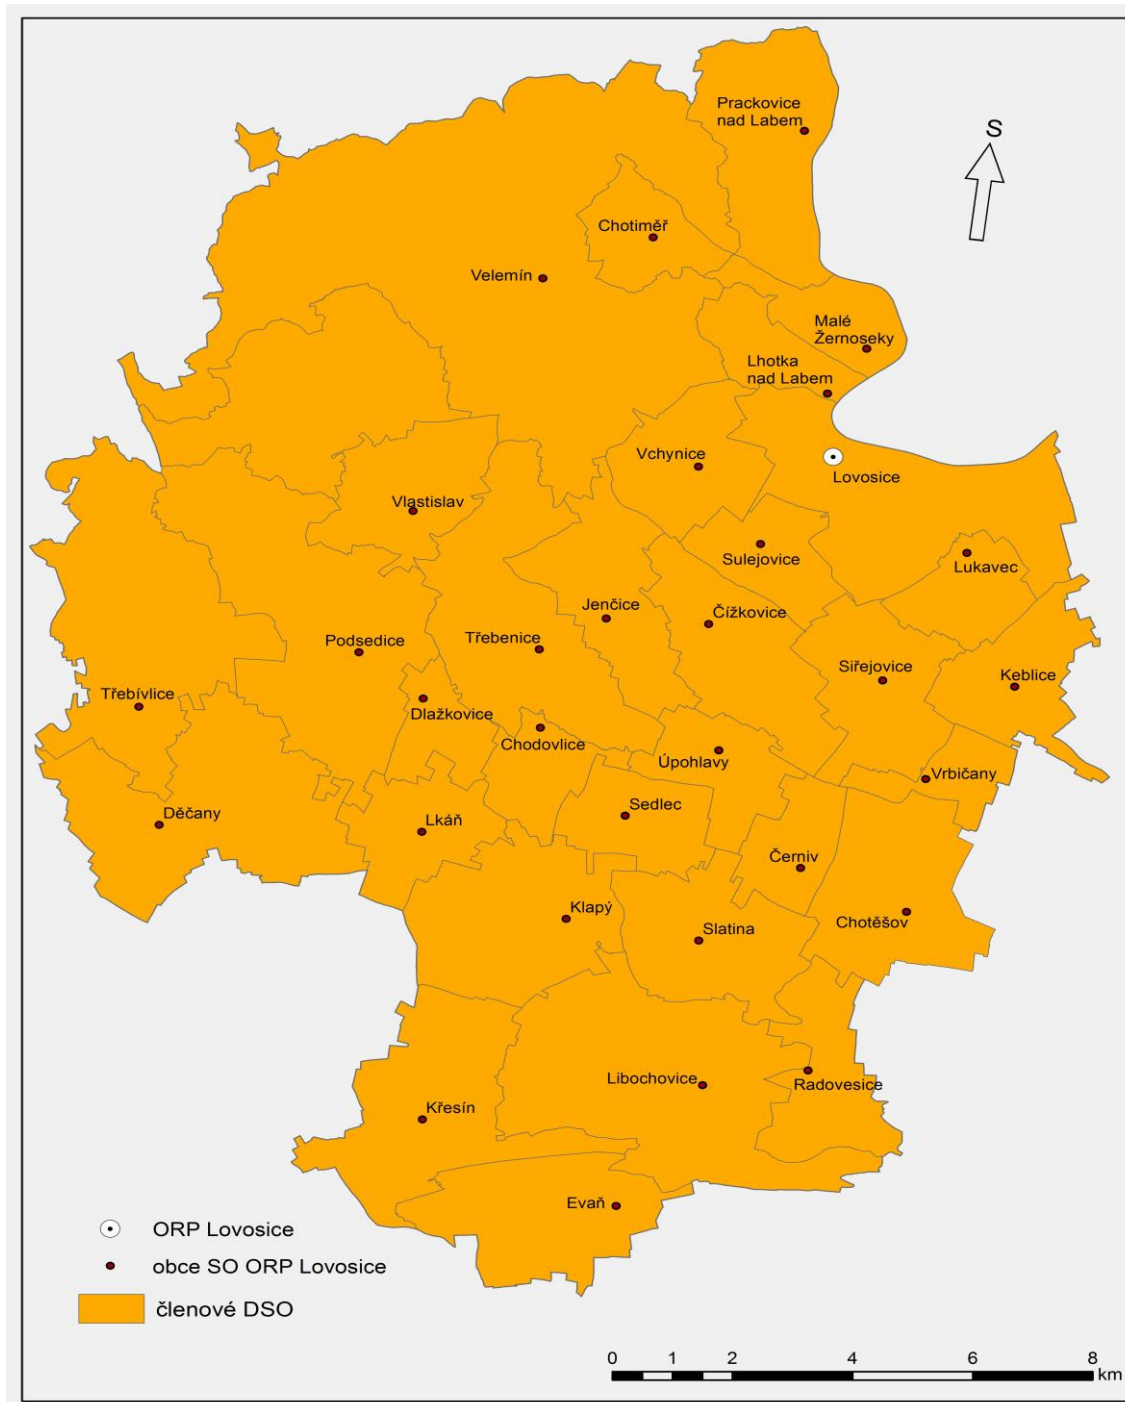 Prackovice
nad Labem
S
Chotiměř
Velemín
Malé
Žernoseky
Lhotka
nad Labem
Vchynice
Lovosice
Vlastislav
Sulejovice
Lukavec
Jenčice
Čížkovice
Podsedice
Třebenice
Siřejovice
Keblice
Třebívlice
Dlažkovice
Chodovlice
Úpohlavy
Vrbičany
Děčany
Lkáň
Sedlec
Černiv
Klapý
Slatina
Chotěšov
Libochovice
Radovesice
Křesín
Evaň
ORP Lovosice
obce SO ORP Lovosice
členové DSO
0 1 2 4 6 8
km